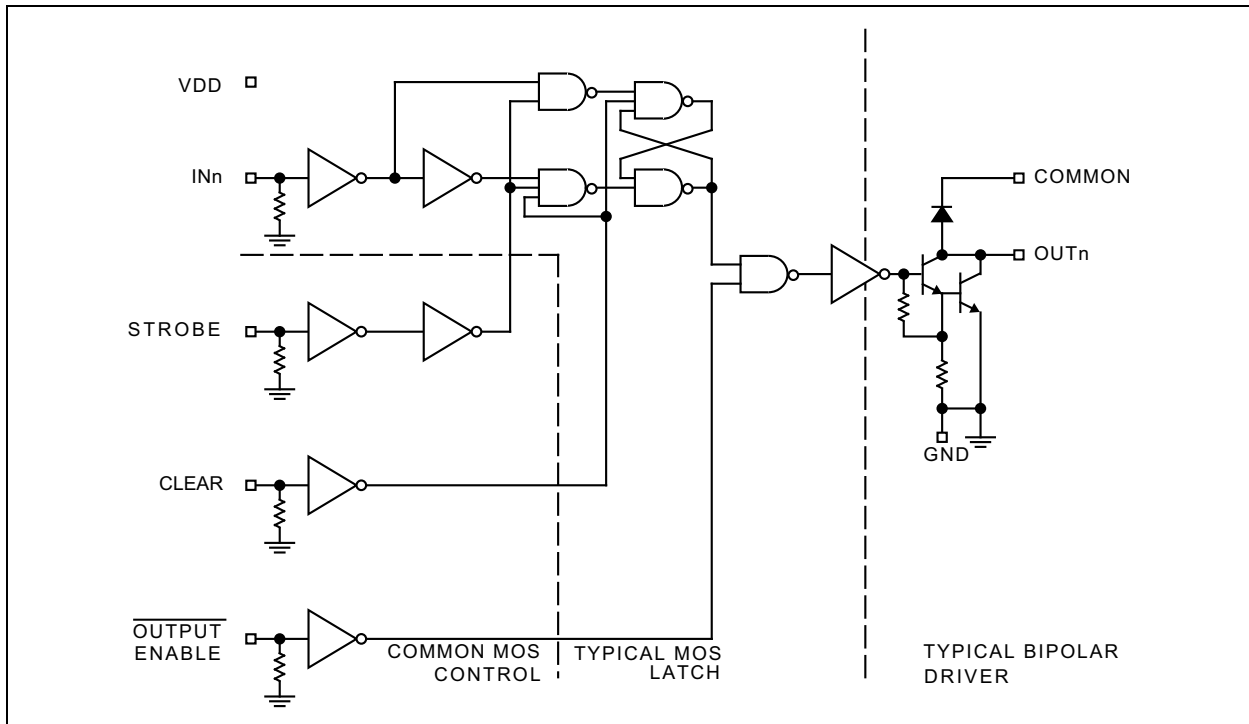 VDD
INn
STROBE
CLEAR
OUTPUT
ENABLE
COMMON MOS
CONTROL
TYPICAL MOS
LATCH
COMMON
OUTn
GND
TYPICAL BIPOLAR
DRIVER